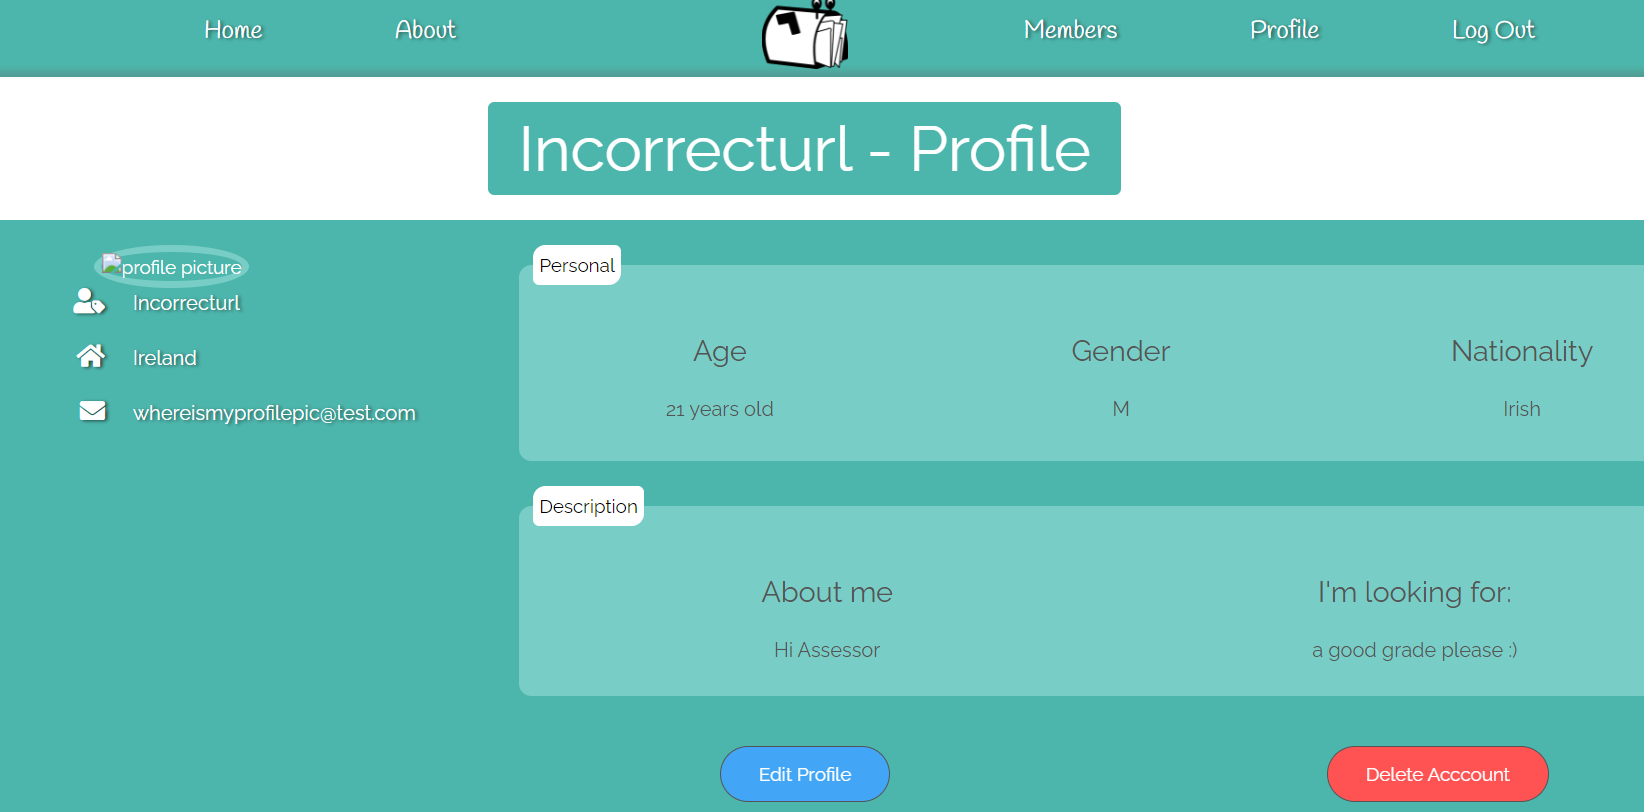 Home About Members Profile Log Out
Incorrecturl - Profile
profile picture
Incorrecturl
Ireland
whereismyprofilepic@test.com
Personal
Age Gender Nationality
21 years old M Irish
Description
About me I'm looking for:
Hi Assessor a good grade please :)
Edit Profile Delete Acccount